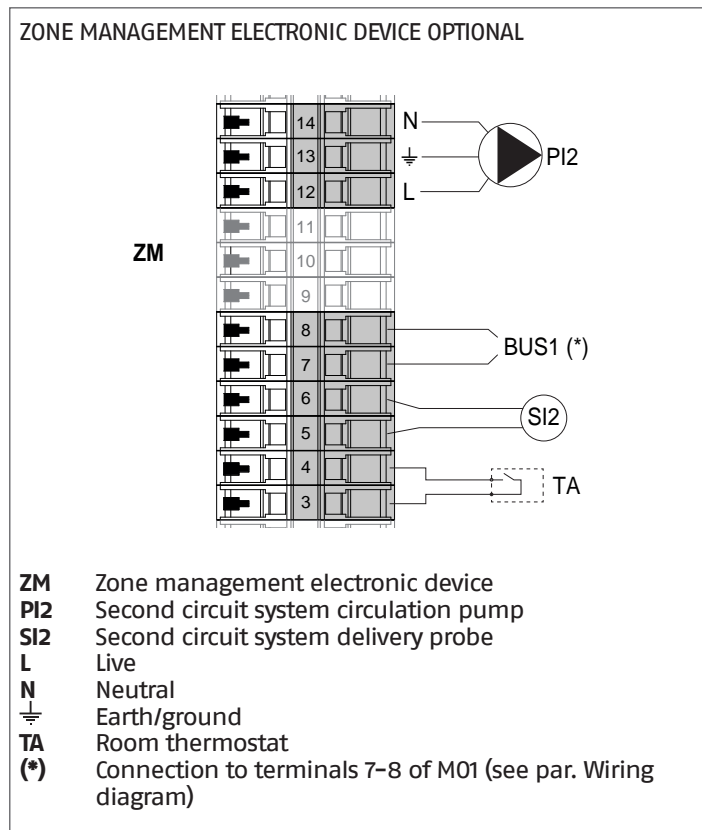 ZONE MANAGEMENT ELECTRONIC DEVICE OPTIONAL
14 N
13 PI2
12 L
11
ZM 10
9
8
BUS1 (*)
7
6
SI2
5
4
TA
3
ZM Zone management electronic device
PI2 Second circuit system circulation pump
SI2 Second circuit system delivery probe
L Live
N Neutral
⏚ Earth/ground
TA Room thermostat
(*) Connection to terminals 7-8 of M01 (see par. Wiring
diagram)